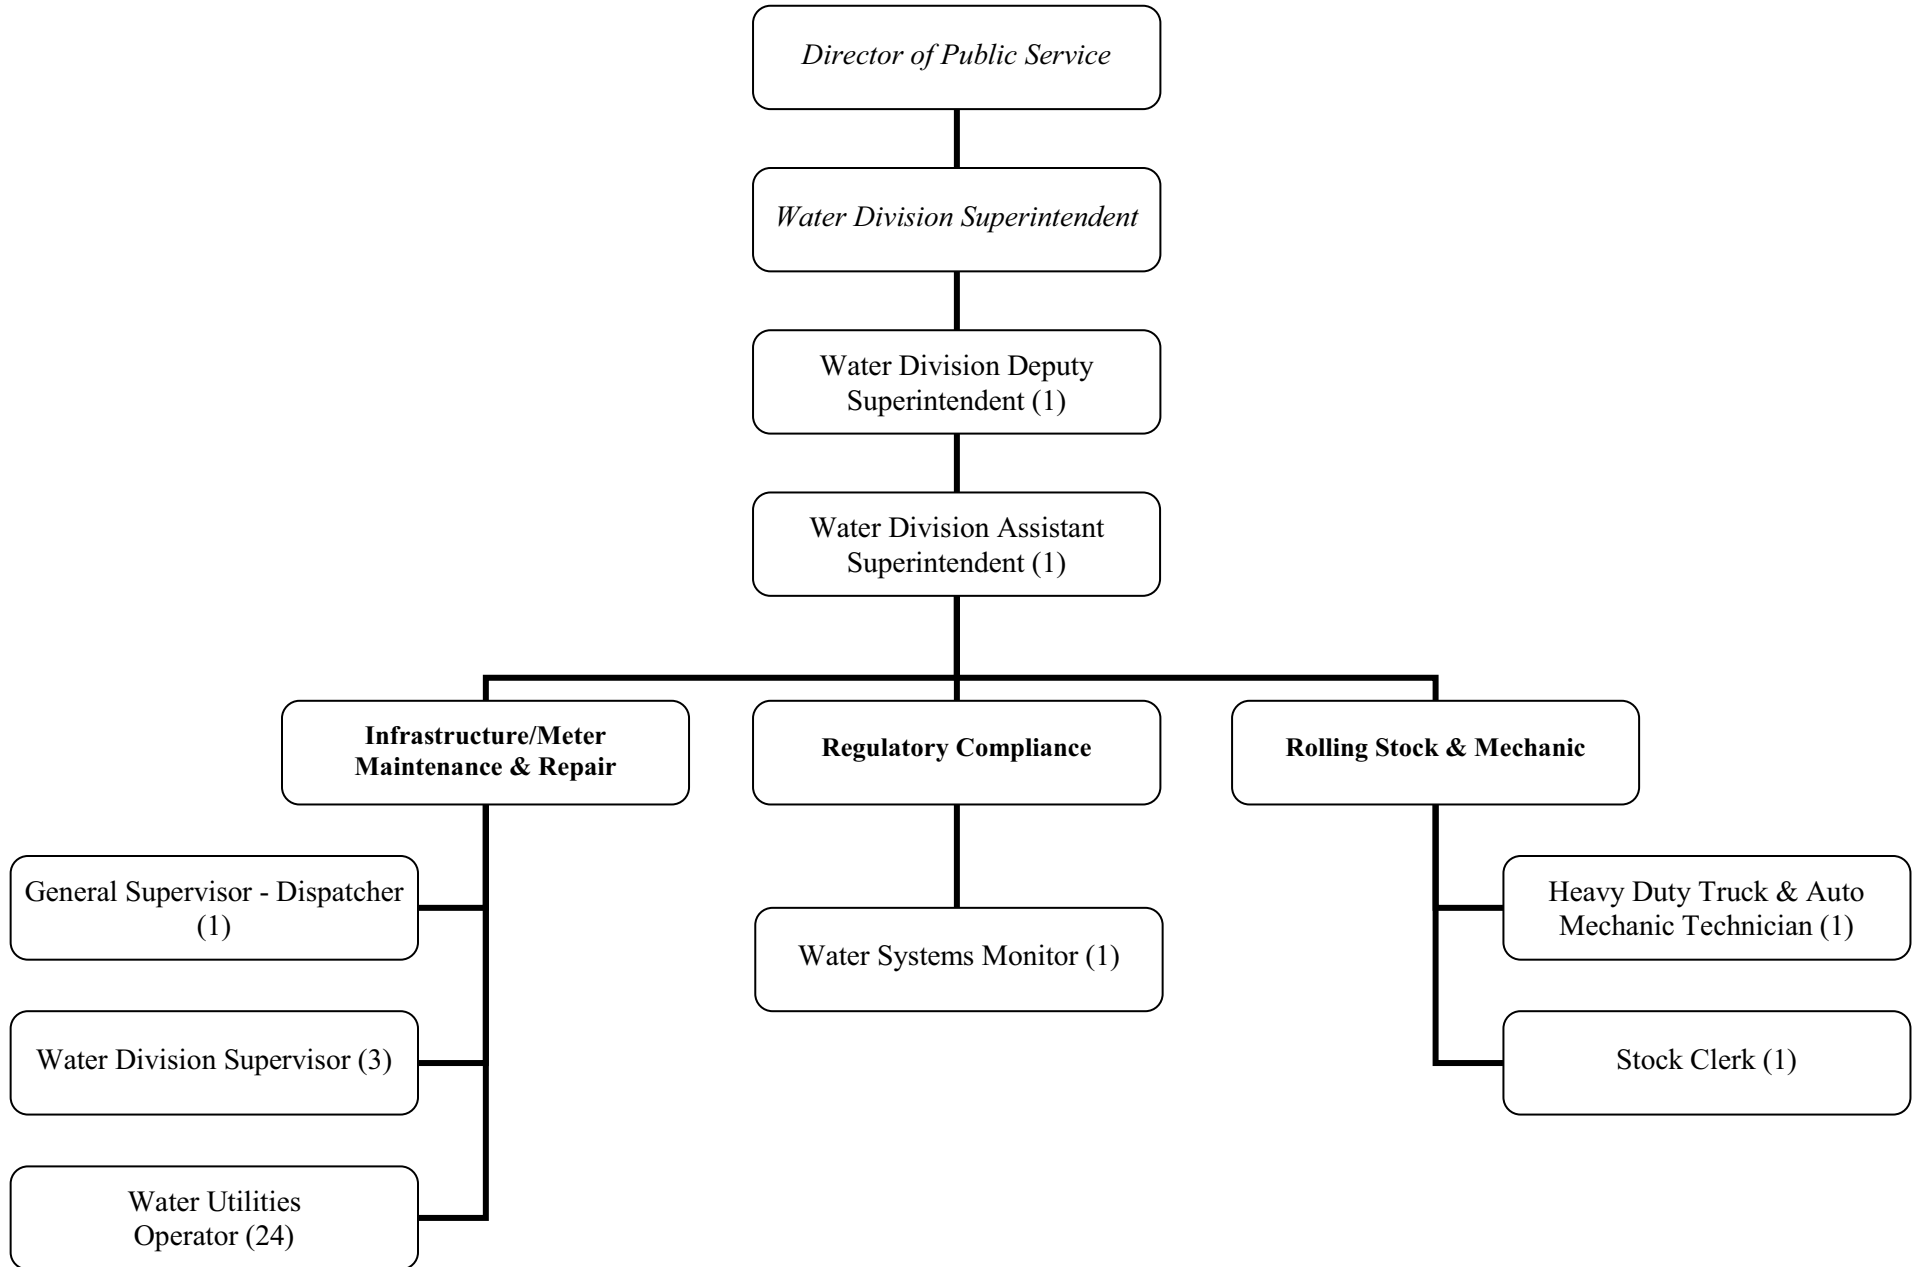 Director of Public Service
Water Division Superintendent
Water Division Deputy
Superintendent (1)
Water Division Assistant
Superintendent (1)
Infrastructure/Meter
Maintenance & Repair
Regulatory Compliance
Rolling Stock & Mechanic
General Supervisor - Dispatcher
(1)
Water Division Supervisor (3)
Water Utilities
Operator (24)
Water Systems Monitor (1)
Heavy Duty Truck & Auto
Mechanic Technician (1)
Stock Clerk (1)